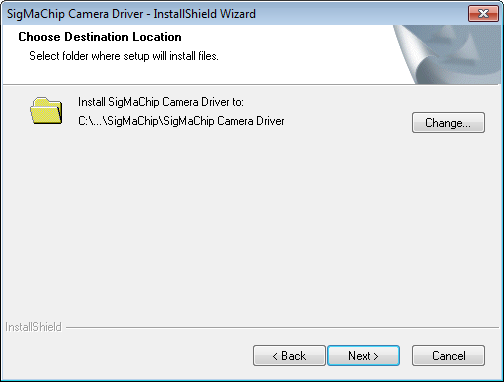 SigMaChip Camera Driver - InstallShield Wizard
Choose Destination Location
Select folder where setup will install files.
Install SigMaChip Camera Driver to:
C:\...\SigMaChip\SigMaChip Camera Driver
Change...
InstallShield
< Back
Next >
Cancel